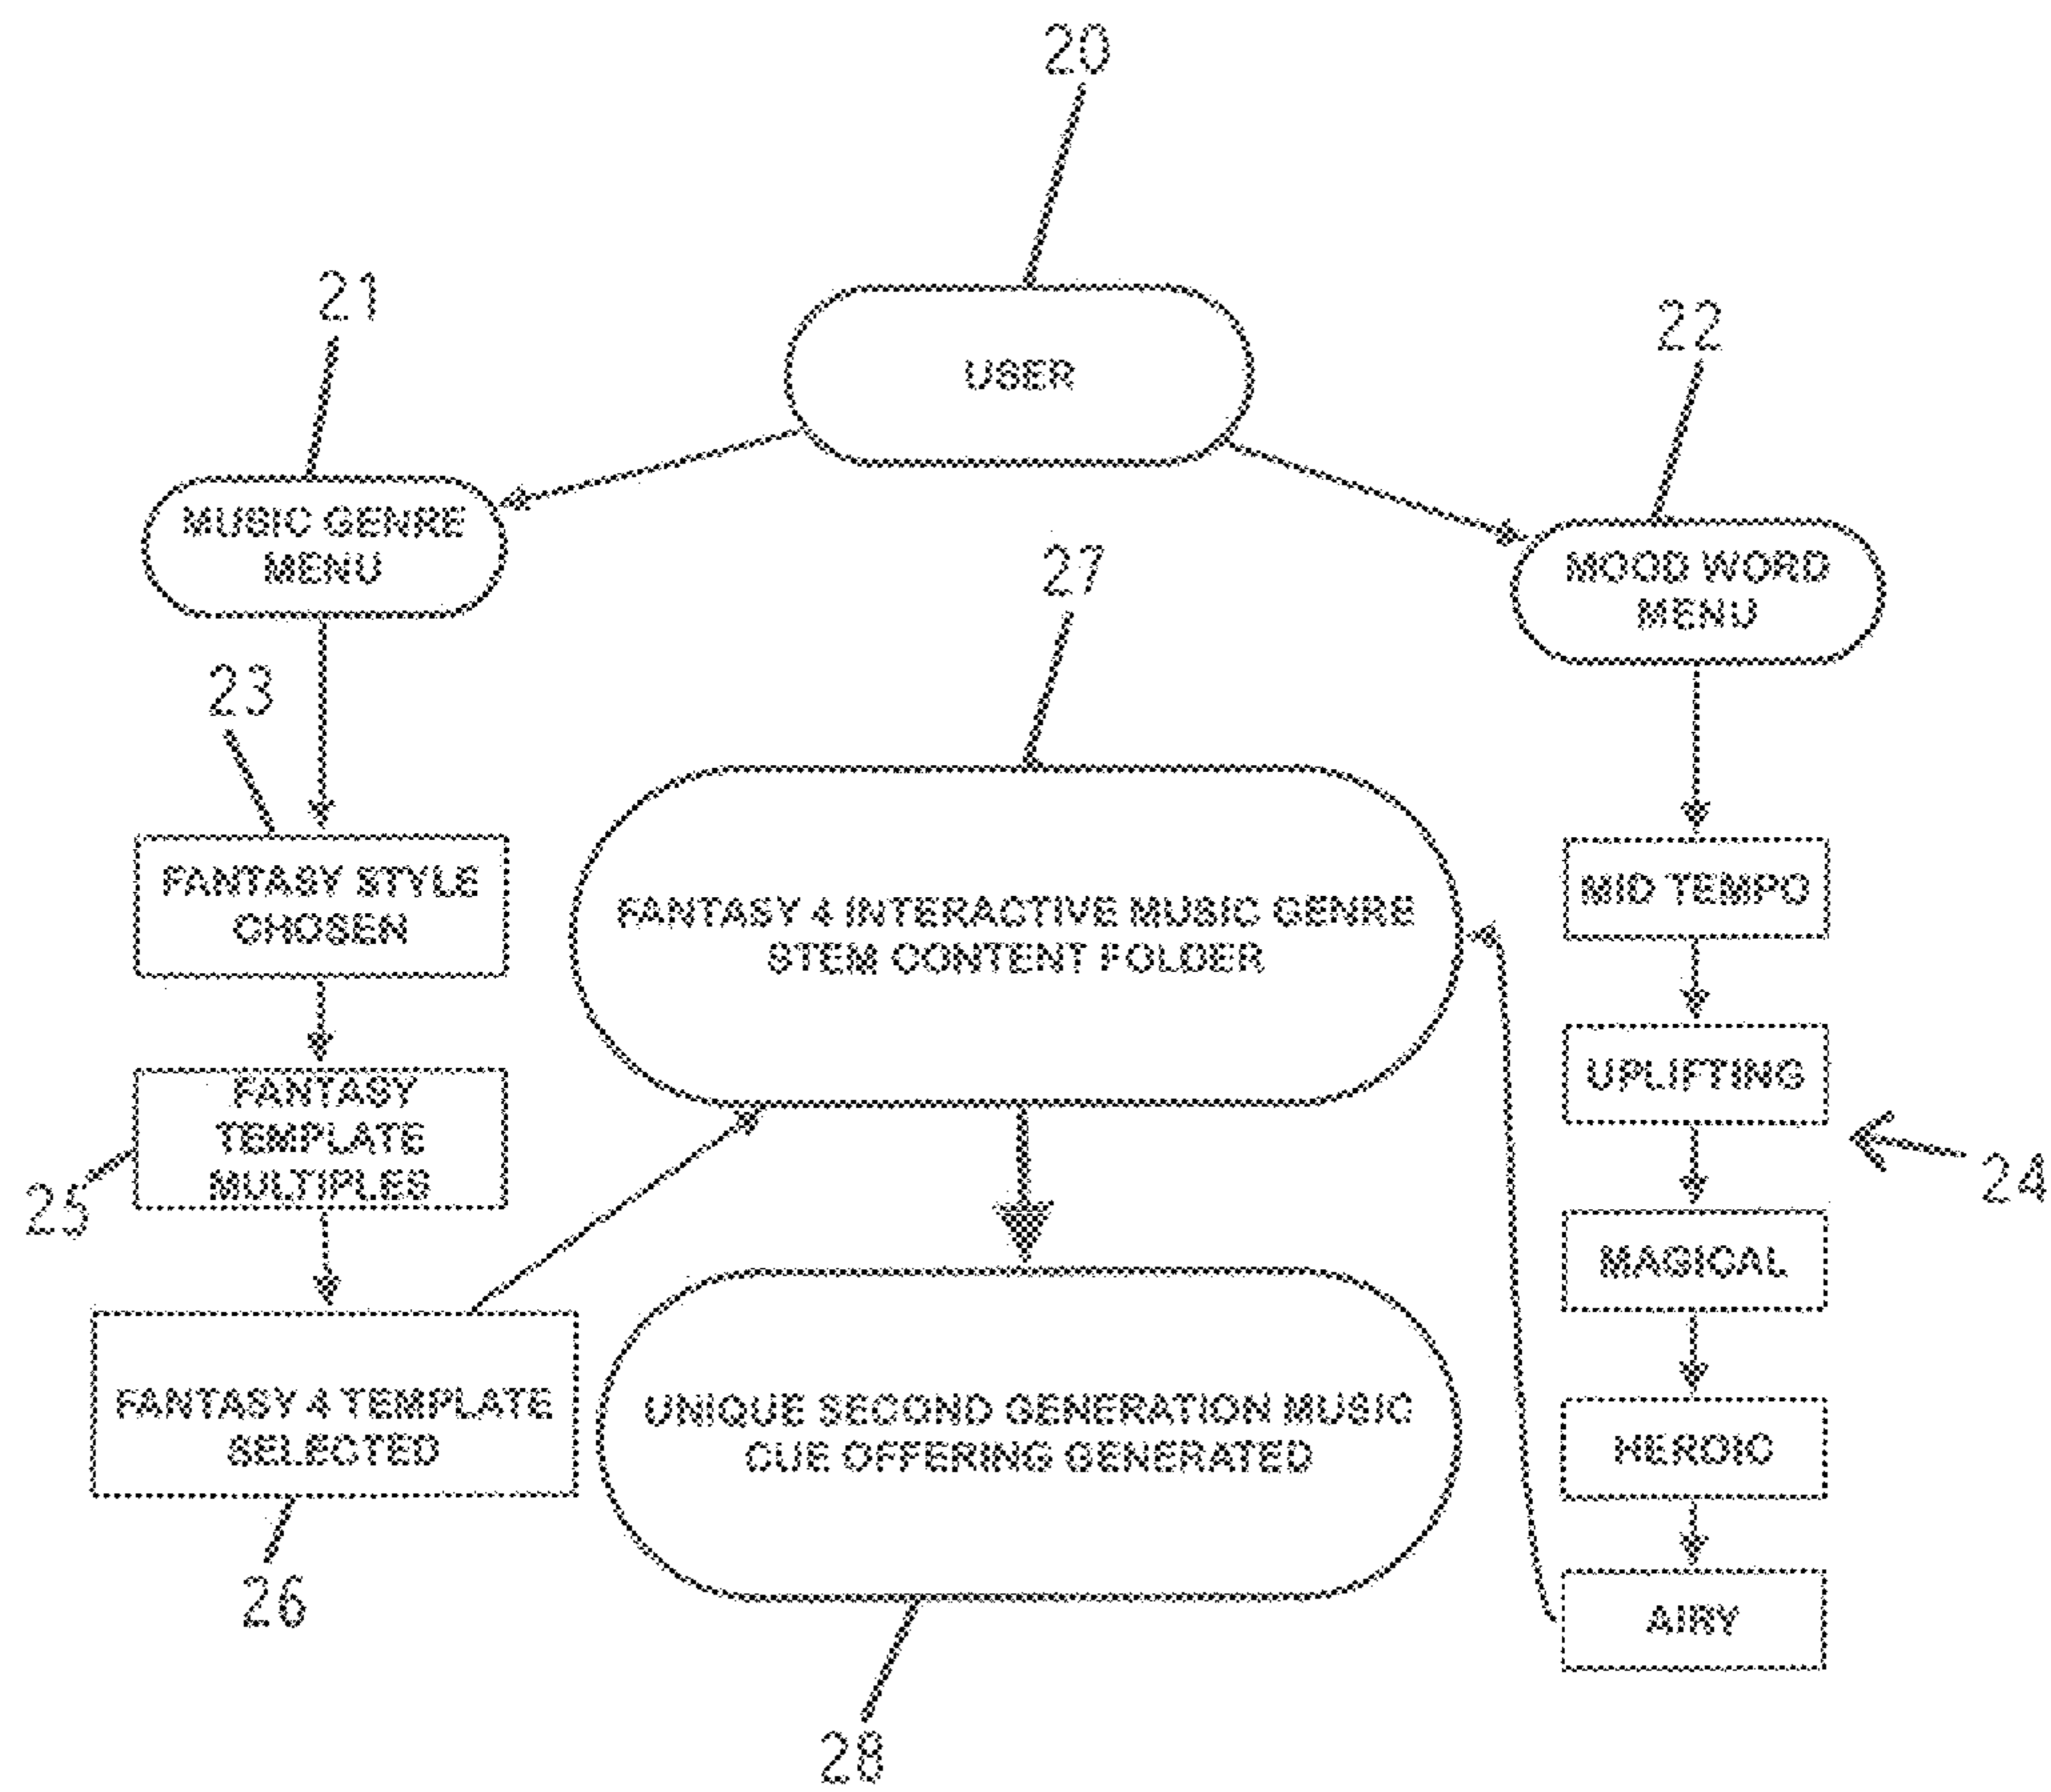 20
21
USER
22
MUSIC GENRE
MENU
MOOD WORD
MENU
27
23
FANTASY STYLE
CHOSEN
FANTASY 4 INTERACTIVE MUSIC GENRE
STEM CONTENT FOLDER
MID TEMPO
UPLIFTING
24
FANTASY
TEMPLATE
MULTIPLES
25
MAGICAL
FANTASY 4 TEMPLATE
SELECTED
UNIQUE SECOND GENERATION MUSIC
CUE OFFERING GENERATED
HEROIC
26
AIRY
28